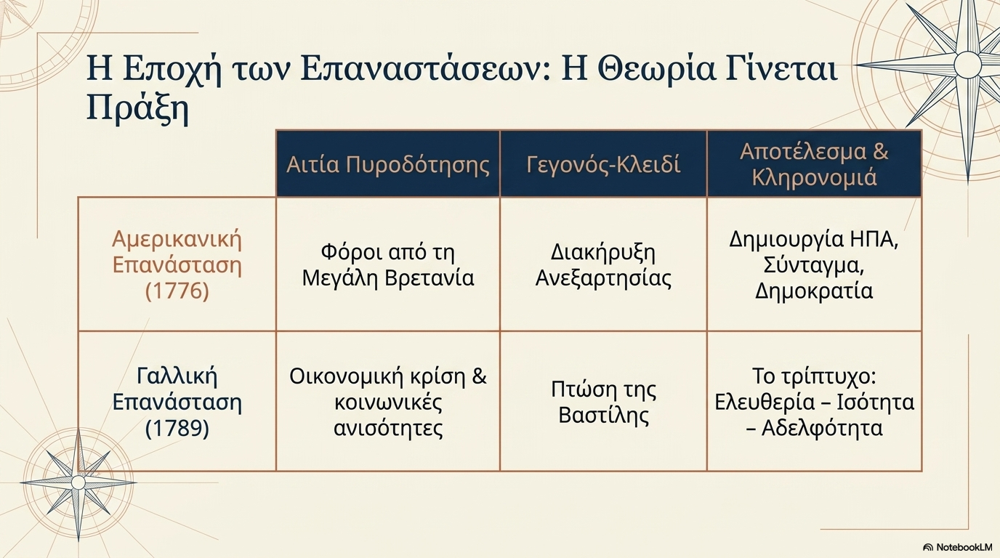 Η Εποχή των Επαναστάσεων: Η Θεωρία Γίνεται
Πράξη
Αιτία Πυροδότησης
Γεγονός-Κλειδί
Αποτέλεσμα &
Κληρονομιά
Αμερικανική
Επανάσταση
(1776)
Φόροι από τη
Μεγάλη Βρετανία
Διακήρυξη
Ανεξαρτησίας
Δημιουργία ΗΠΑ,
Σύνταγμα,
Δημοκρατία
Γαλλική
Επανάσταση
(1789)
Οικονομική κρίση &
κοινωνικές
ανισότητες
Πτώση της
Βαστίλης
Το τρίπτυχο:
Ελευθερία – Ισότητα
– Αδελφότητα
NotebookLM